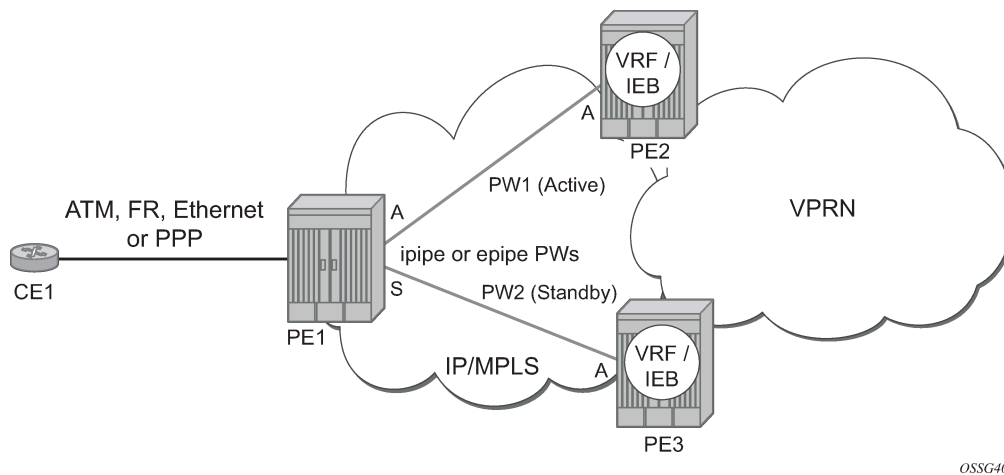 VRF /
IEB
A
PE2
PW1 (Active)
VPRN
ATM, FR, Ethernet
or PPP
A
ipipe or epipe PWs
CE1
S
PW2 (Standby)
PE1
IP/MPLS
A
VRF /
IEB
PE3